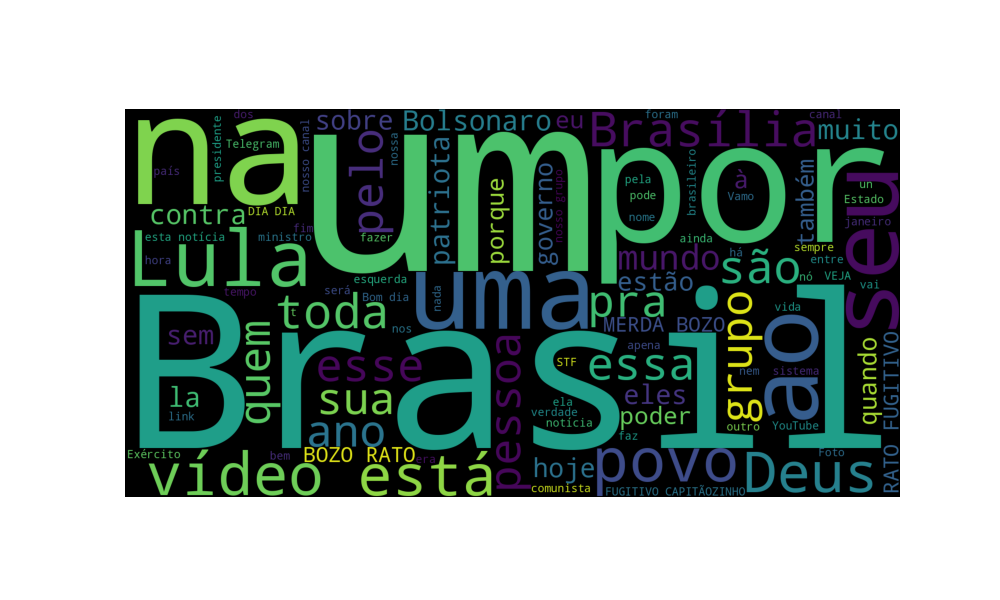 dos
foram
canal
sobre
Bolsonaro
eu
Brasília
muito
na
um
por
presidente
Telegram
nosso canal
pelo
nossa
patriota
porque
governo
nosso grupo
pela
pode
nome
brasileiro
à
Vamo
também
un
Estado
seu
país
contra
DIA DIA
janeiro
esta notícia
ministro
fim
fazer
ainda
sempre
Lula
hora
esquerda
mundo
há
são
entre
estão
nó
VEJA
vai
tempo
será
Bom dia
nada
uma
pra
grupo
vida
ao
toda
t
nos
MERDA BOZO
Brasil
sem
quem
esse
pessoa
STF
essa
apena
nem
sistema
quando
RATO FUGITIVO
la
link
sua
ela
verdade
notícia
eles
poder
faz
outro
YouTube
ano
Exército
bem
BOZO RATO
era
vídeo
está
hoje
povo
Deus
Foto
comunista
FUGITIVO CAPITÃOZINHO